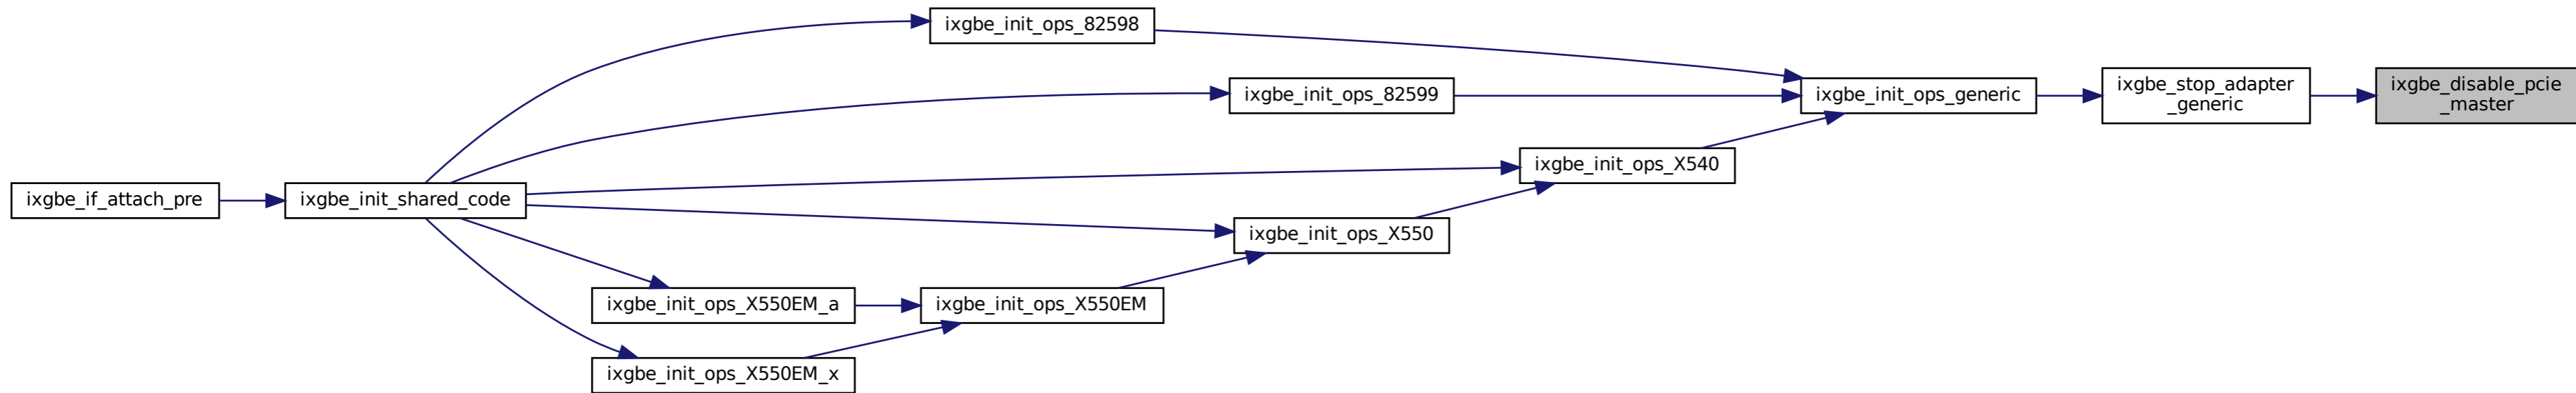 ixgbe_init_ops_82598
ixgbe_disable_pcie
_master
ixgbe_stop_adapter
_generic
ixgbe_init_ops_82599
ixgbe_init_ops_generic
ixgbe_init_ops_X540
ixgbe_if_attach_pre
ixgbe_init_shared_code
ixgbe_init_ops_X550
ixgbe_init_ops_X550EM_a
ixgbe_init_ops_X550EM
ixgbe_init_ops_X550EM_x